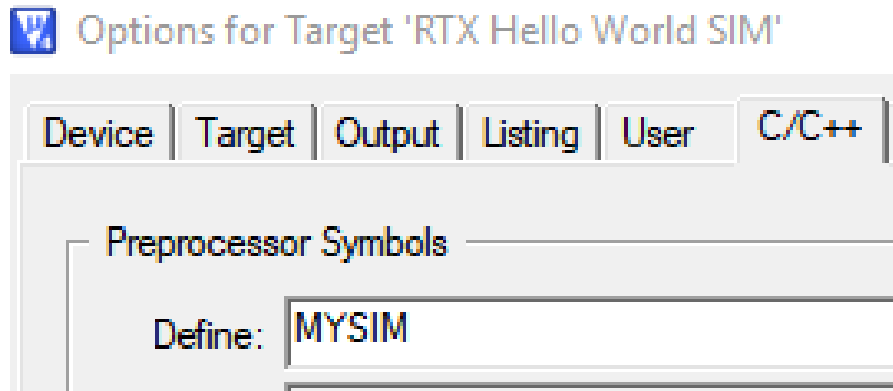 Options for Target 'RTX Hello World SIM'
Device Target Output Listing User C/C++
Preprocessor Symbols
Define: MYSIM